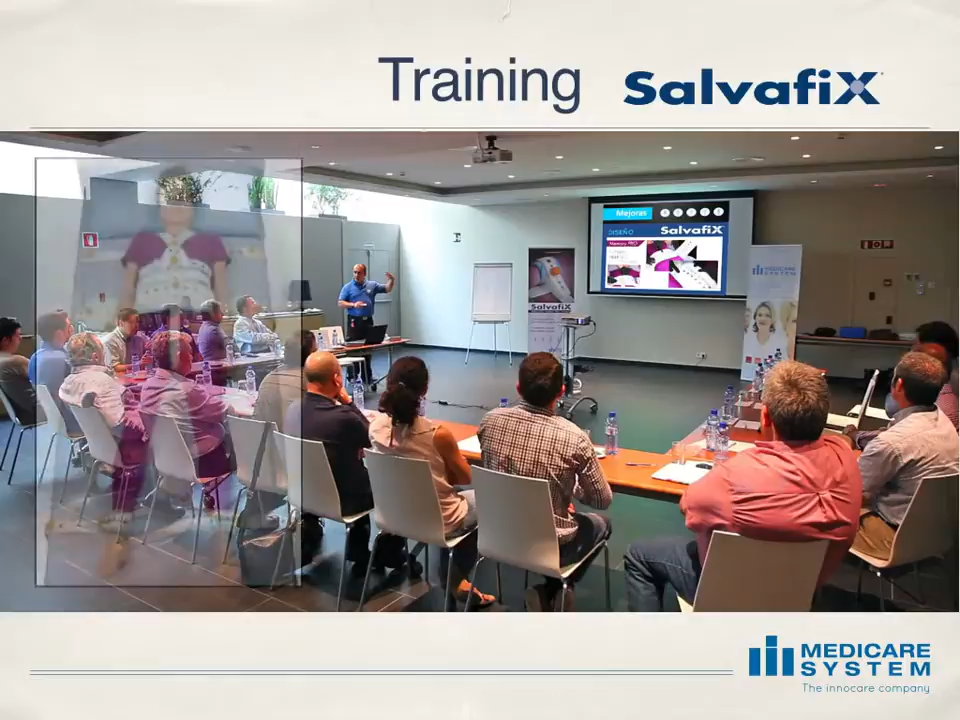 Training Salvafix
Mejoras
DISEÑO
Salvafix
Salvafix
MEDICARE
SYSTEM
MEDICARE
SYSTEM
The innocare company